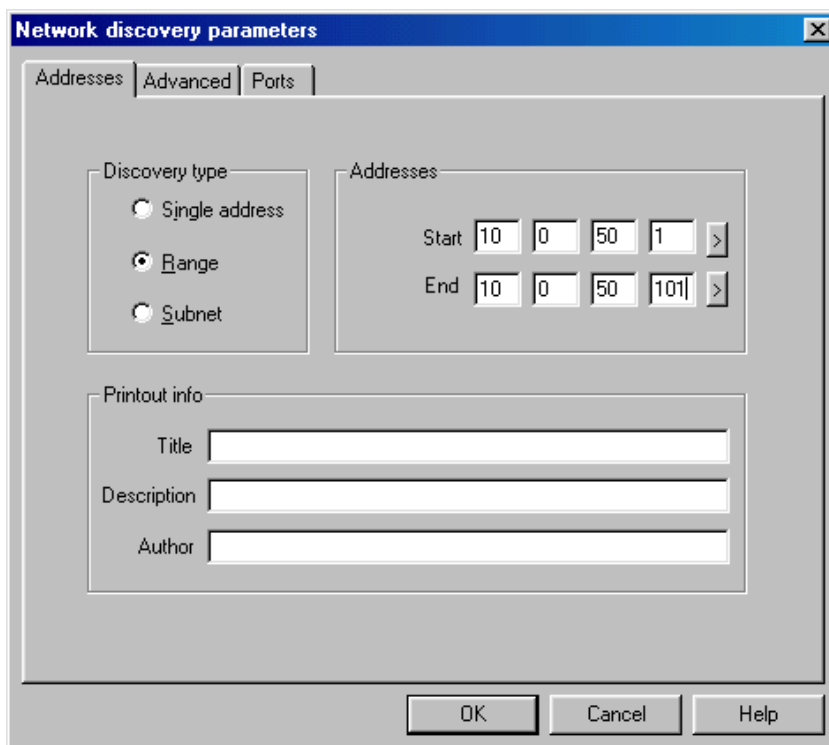 Network discovery parameters
Addresses Advanced Ports
Discovery type
Single address
Range
Subnet
Addresses
Start 10 0 50 1 >
End 10 0 50 101 >
Printout info
Title
Description
Author
OK Cancel Help